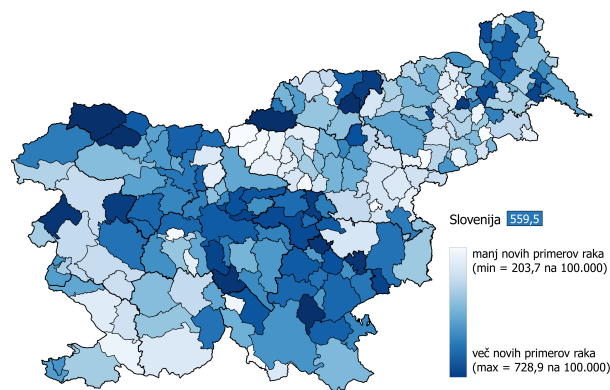 Slovenija 559,5
manj novih primerov raka
(min = 203,7 na 100.000)
več novih primerov raka
(max = 728,9 na 100.000)